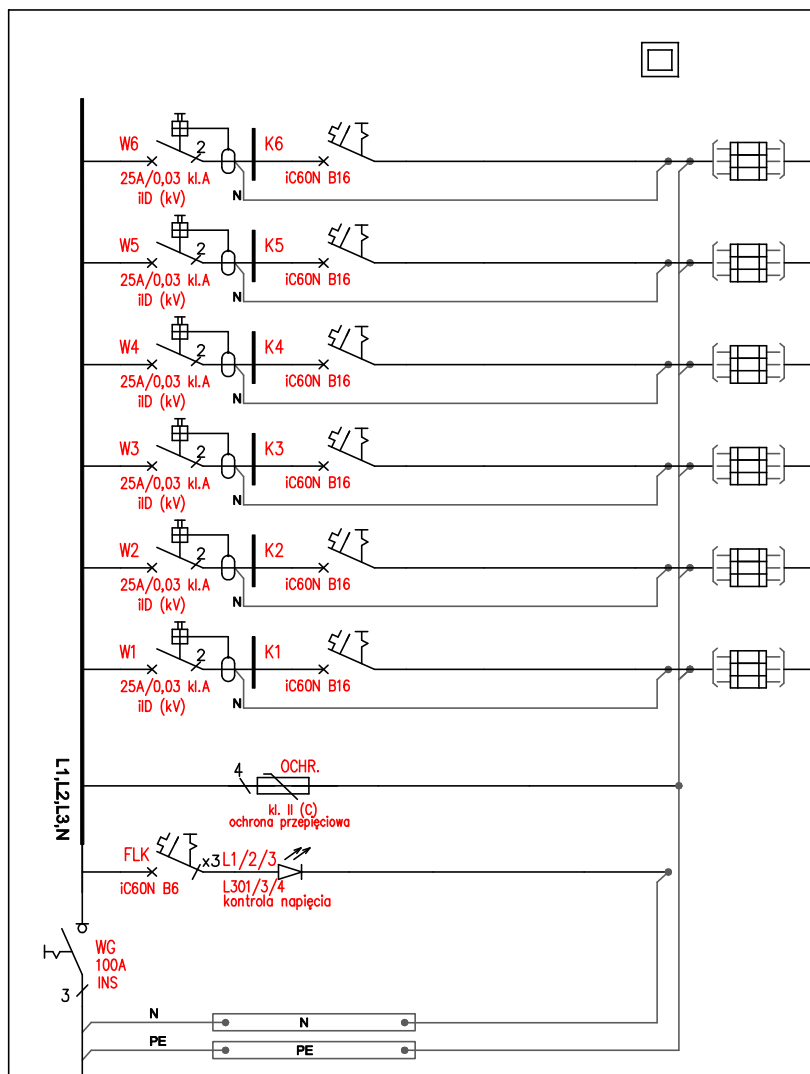 W6
2
K6
25A/0,03 kl.A
iC60N B16
iID (kV)
N
W5
2
K5
25A/0,03 kl.A
iC60N B16
iID (kV)
N
W4
2
K4
25A/0,03 kl.A
iC60N B16
iID (kV)
N
W3
2
K3
25A/0,03 kl.A
iC60N B16
iID (kV)
N
W2
2
K2
25A/0,03 kl.A
iC60N B16
iID (kV)
N
W1
2
K1
25A/0,03 kl.A
iC60N B16
iID (kV)
N
L1,L2,L3,N
4
OCHR.
kl. II (C)
ochrona przepięciowa
FLK
x3
L1/2/3
iC60N B6
L301/3/4
kontrola napięcia
WG
100A
INS
3
N
N
PE
PE